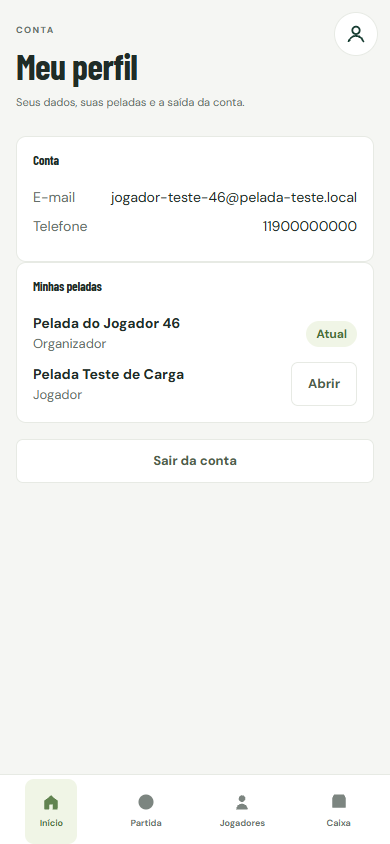 CONTA
Meu perfil
Seus dados, suas peladas e a saída da conta.
Conta
E-mail jogador-teste-46@pelada-teste.local
Telefone 11900000000
Minhas peladas
Pelada do Jogador 46
Organizador
Atual
Pelada Teste de Carga
Jogador
Abrir
Sair da conta
Início Partida Jogadores Caixa